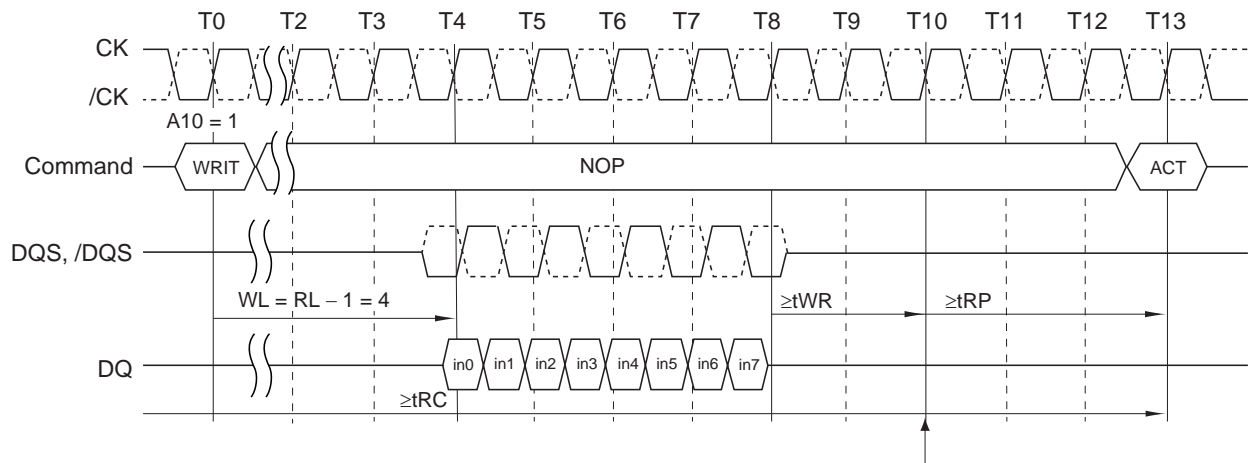 T0 T2 T3 T4 T5 T6 T7 T8 T9 T10 T11 T12 T13
CK
/CK
A10 = 1
Command WRIT NOP ACT
DQS, /DQS
WL = RL − 1 = 4 ≥tWR ≥tRP
DQ in0 in1 in2 in3 in4 in5 in6 in7
≥tRC